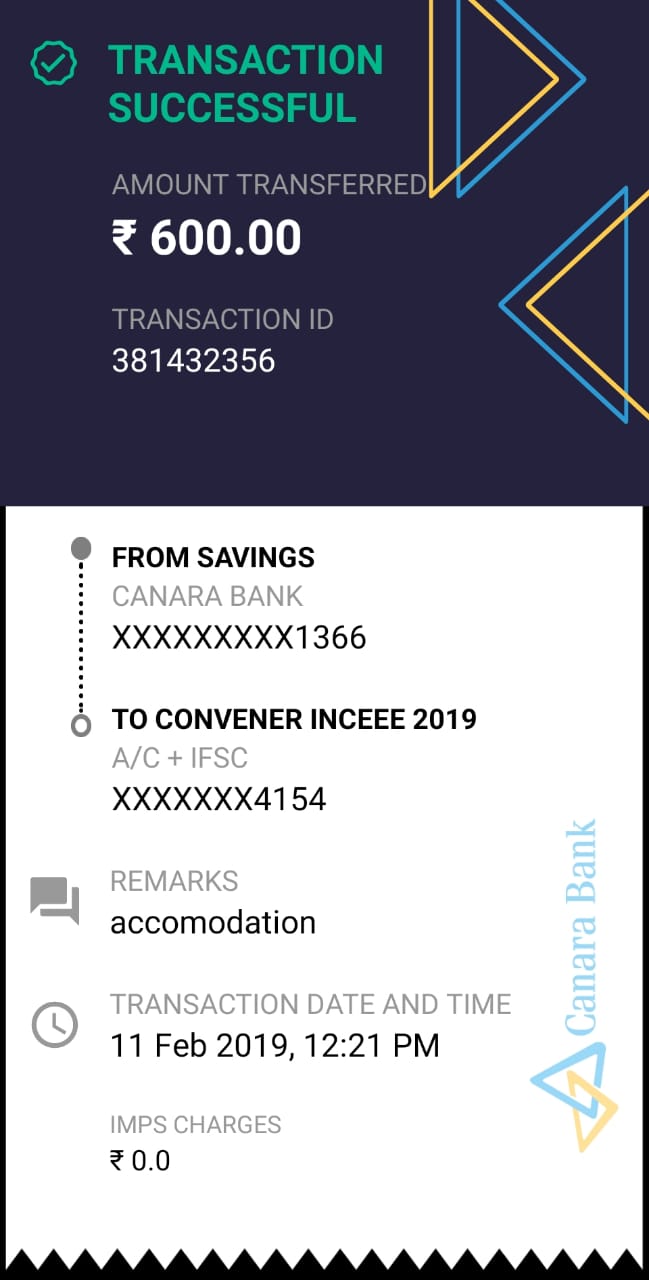 TRANSACTION
SUCCESSFUL
AMOUNT TRANSFERRED
₹ 600.00
TRANSACTION ID
381432356
FROM SAVINGS
CANARA BANK
XXXXXXXXX1366
TO CONVENER INCEEE 2019
A/C + IFSC
XXXXXXX4154
REMARKS
accomodation
TRANSACTION DATE AND TIME
11 Feb 2019, 12:21 PM
IMPS CHARGES
₹ 0.0
Canara Bank